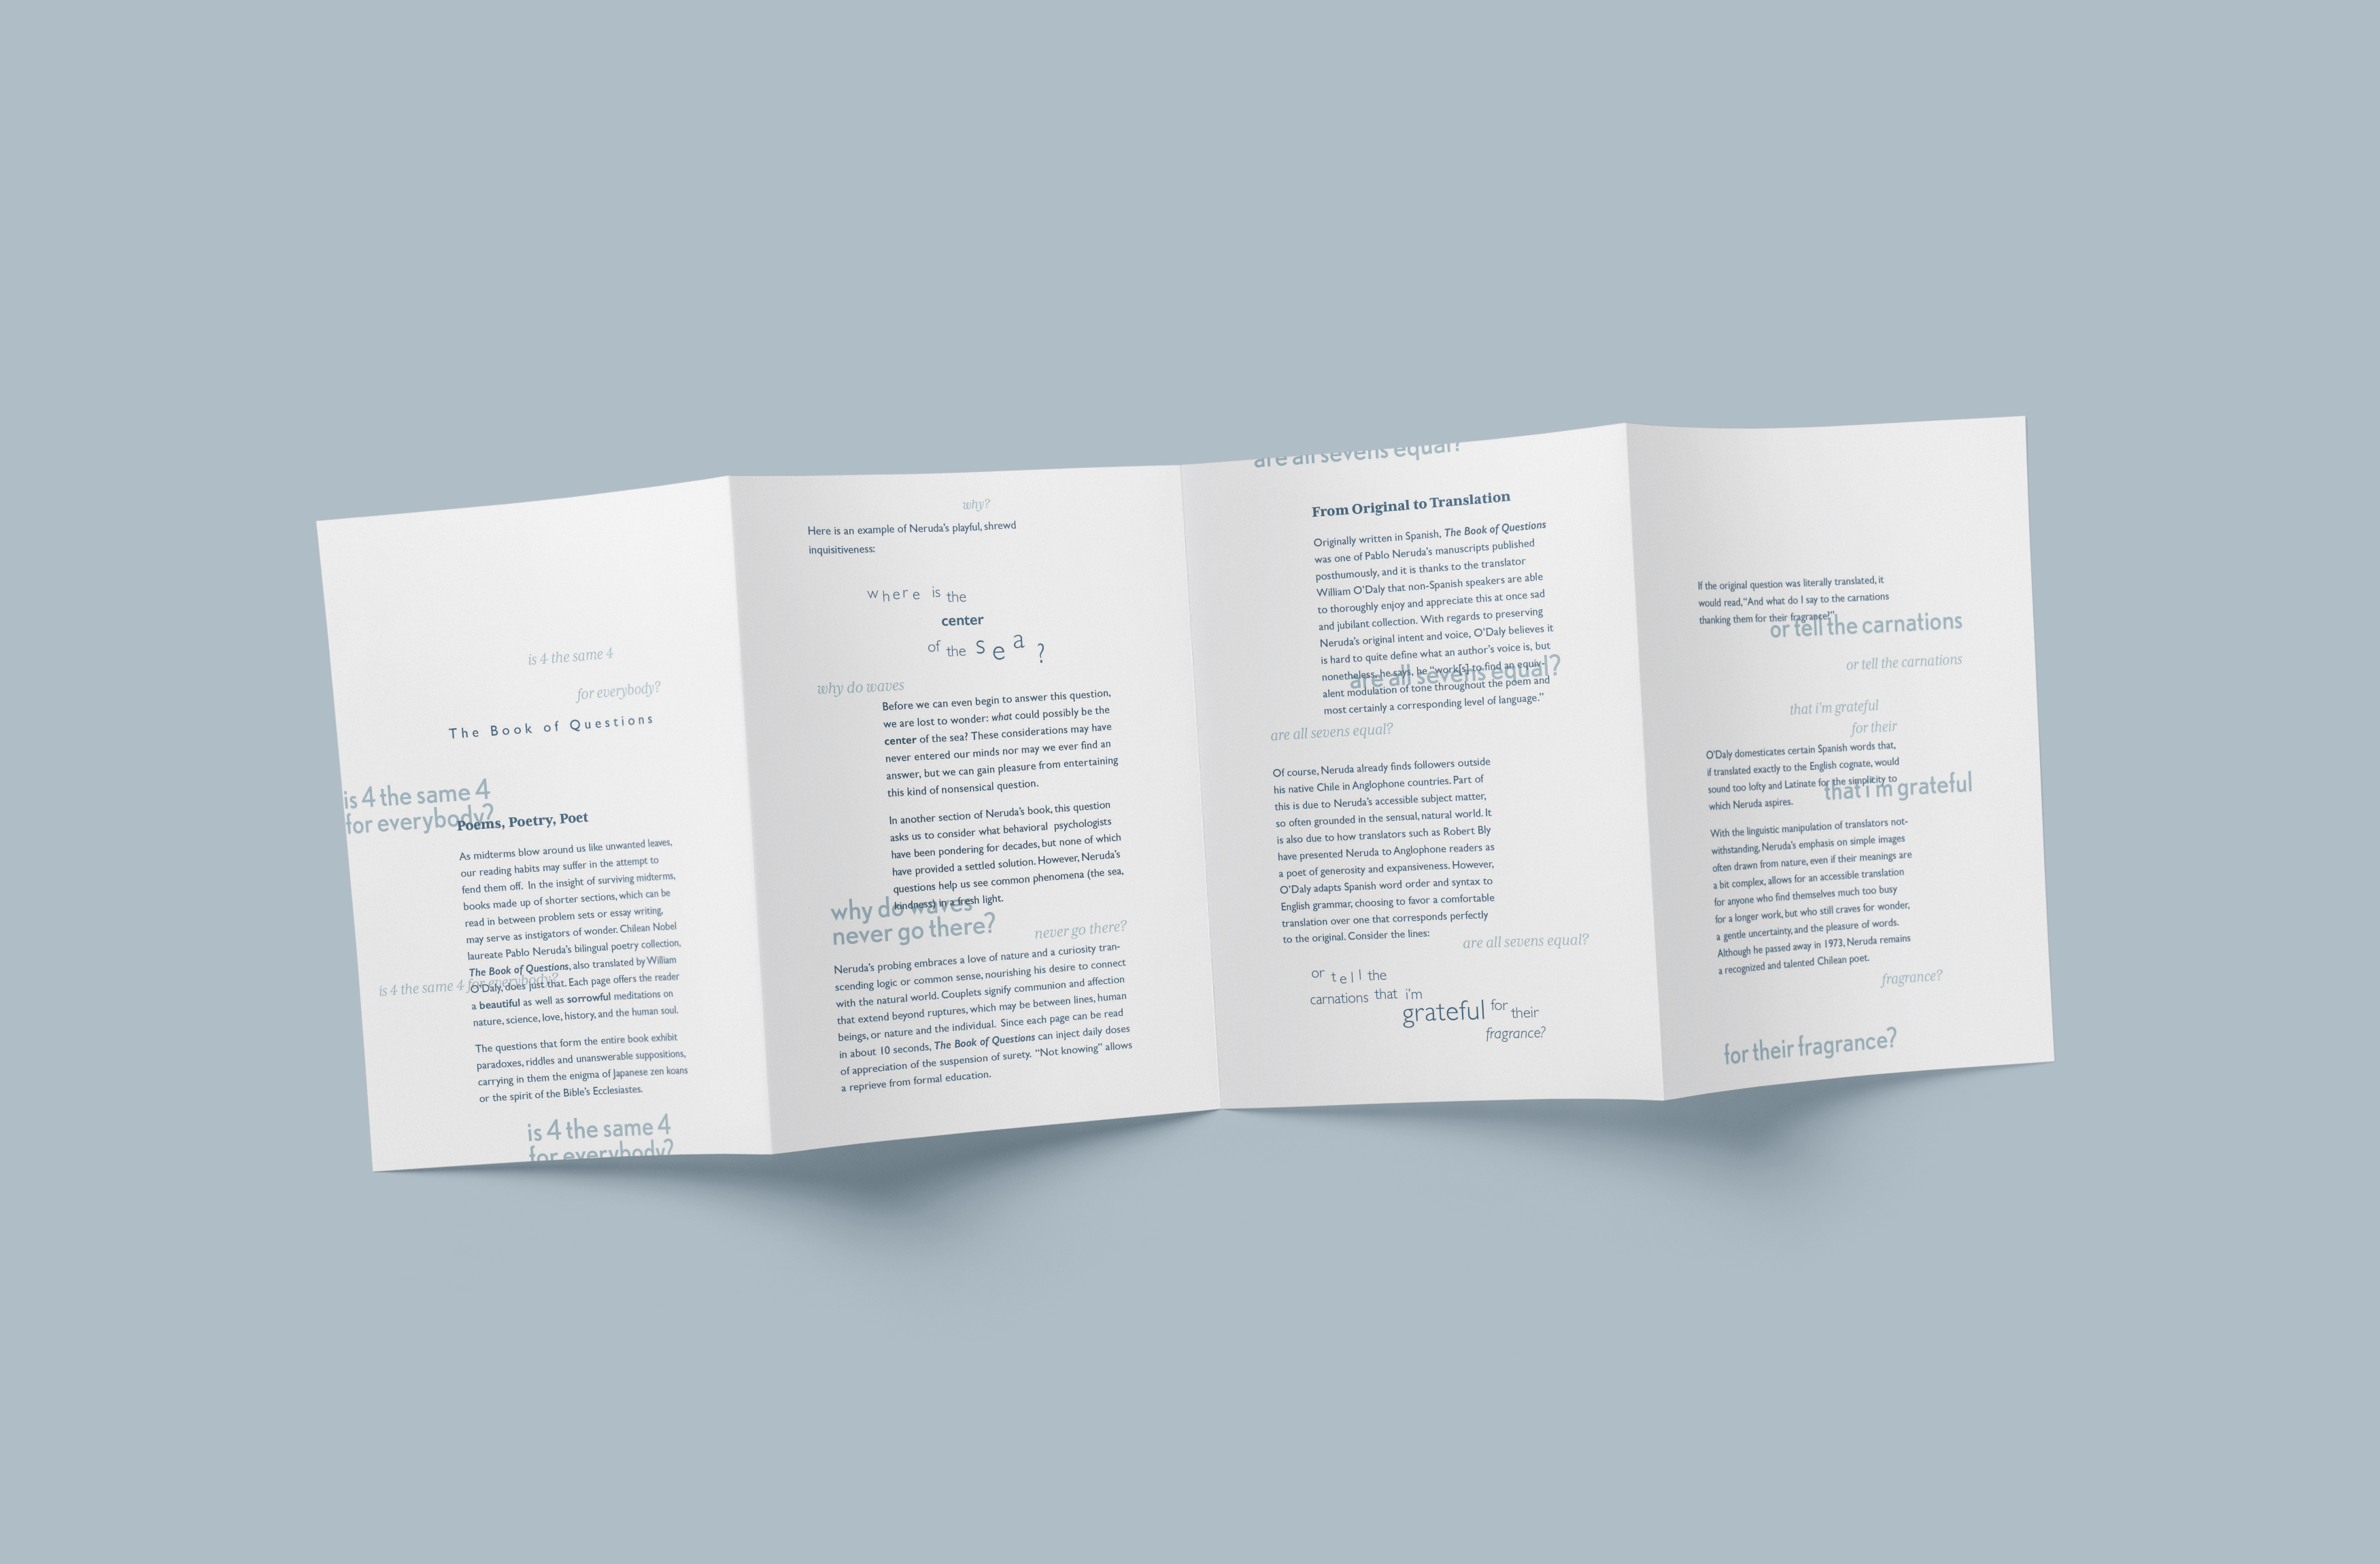 is 4 the same 4
for everybody?
The Book of Questions
is 4 the same 4
for everybody?
Poems, Poetry, Poet
As midterms blow around us like unwanted leaves,
our reading habits may suffer in the attempt to
fend them off. In the insight of surviving midterms,
books made up of shorter sections, which can be
read in between problem sets or essay writing,
may serve as instigators of wonder. Chilean Nobel
laureate Pablo Neruda's bilingual poetry collection,
The Book of Questions, also translated by William
is 4 the same 4 for everybody?
O'Daly, does just that. Each page offers the reader
a beautiful as well as sorrowful meditations on
nature, science, love, history, and the human soul.
The questions that form the entire book exhibit
paradoxes, riddles and unanswerable suppositions,
carrying in them the enigma of Japanese zen koans
or the spirit of the Bible's Ecclesiastes.
is 4 the same 4
for everybody?
why?
Here is an example of Neruda's playful, shrewd
inquisitiveness:
where is the
center
of the sea?
why do waves
Before we can even begin to answer this question,
we are lost to wonder: what could possibly be the
center of the sea? These considerations may have
never entered our minds nor may we ever find an
answer, but we can gain pleasure from entertaining
this kind of nonsensical question.
In another section of Neruda's book, this question
asks us to consider what behavioral psychologists
have been pondering for decades, but none of which
have provided a settled solution. However, Neruda's
questions help us see common phenomena (the sea,
kindness) in a fresh light.
why do waves
never go there?
never go there?
Neruda's probing embraces a love of nature and a curiosity tran-
scending logic or common sense, nourishing his desire to connect
with the natural world. Couplets signify communion and affection
that extend beyond ruptures, which may be between lines, human
beings, or nature and the individual. Since each page can be read
in about 10 seconds, The Book of Questions can inject daily doses
of appreciation of the suspension of surety. “Not knowing” allows
a reprieve from formal education.
are all sevens equal?
From Original to Translation
Originally written in Spanish, The Book of Questions
was one of Pablo Neruda's manuscripts published
posthumously, and it is thanks to the translator
William O'Daly that non-Spanish speakers are able
to thoroughly enjoy and appreciate this at once sad
and jubilant collection. With regards to preserving
Neruda's original intent and voice, O'Daly believes it
is hard to quite define what an author's voice is, but
nonetheless, he says, he “work[s] to find an equiv-
are all sevens equal?
alent modulation of tone throughout the poem and
most certainly a corresponding level of language.”
are all sevens equal?
Of course, Neruda already finds followers outside
his native Chile in Anglophone countries. Part of
this is due to Neruda's accessible subject matter,
so often grounded in the sensual, natural world. It
is also due to how translators such as Robert Bly
have presented Neruda to Anglophone readers as
a poet of generosity and expansiveness. However,
O'Daly adapts Spanish word order and syntax to
English grammar, choosing to favor a comfortable
translation over one that corresponds perfectly
to the original. Consider the lines:
are all sevens equal?
or tell the
carnations that i'm
grateful for their
fragrance?
If the original question was literally translated, it
would read, “And what do I say to the carnations
thanking them for their fragrance?”
or tell the carnations
or tell the carnations
that i'm grateful
for their
O'Daly domesticates certain Spanish words that,
if translated exactly to the English cognate, would
sound too lofty and Latinate for the simplicity to
that i'm grateful
which Neruda aspires.
With the linguistic manipulation of translators not-
withstanding, Neruda's emphasis on simple images
often drawn from nature, even if their meanings are
a bit complex, allows for an accessible translation
for anyone who find themselves much too busy
for a longer work, but who still craves for wonder,
a gentle uncertainty, and the pleasure of words.
Although he passed away in 1973, Neruda remains
a recognized and talented Chilean poet.
fragrance?
for their fragrance?